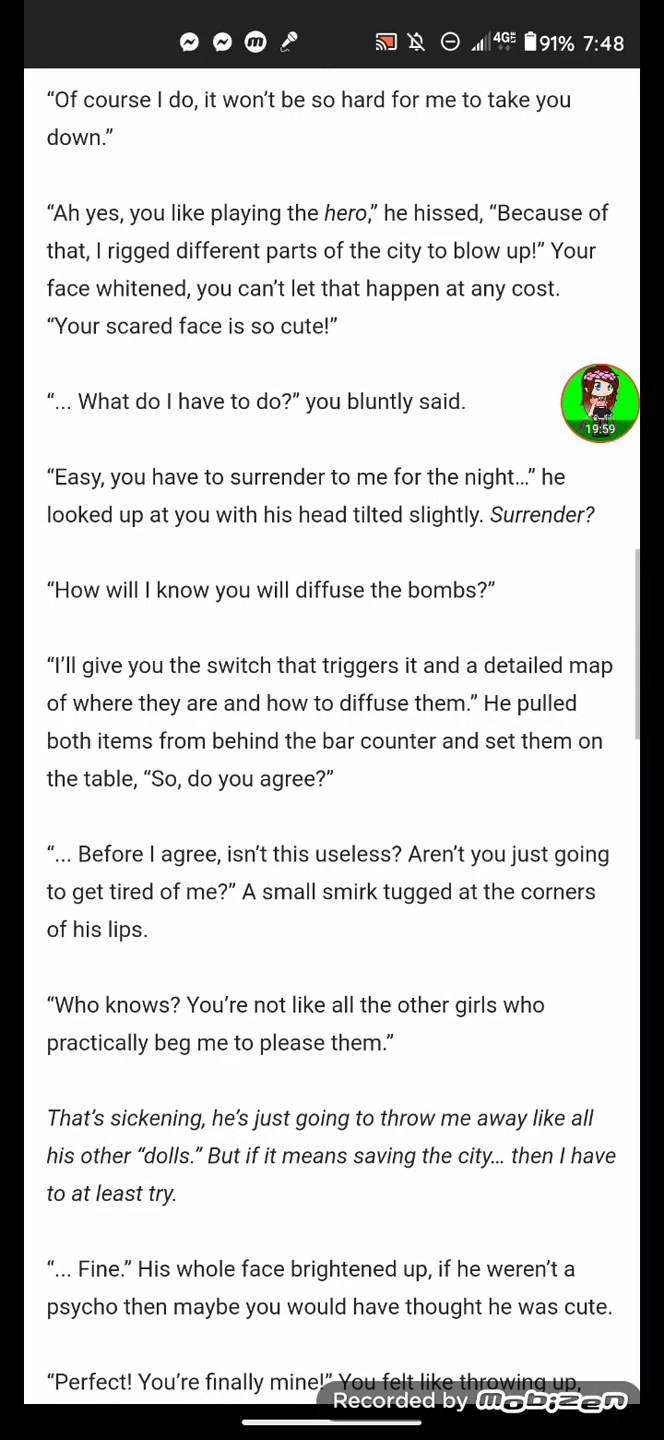 91% 7:48
4GE
“Of course I do, it won’t be so hard for me to take you
down.”
“Ah yes, you like playing the hero,” he hissed, “Because of
that, I rigged different parts of the city to blow up!” Your
face whitened, you can’t let that happen at any cost.
“Your scared face is so cute!”
“... What do I have to do?” you bluntly said.
19:59
“Easy, you have to surrender to me for the night…” he
looked up at you with his head tilted slightly. Surrender?
“How will I know you will diffuse the bombs?”
“I’ll give you the switch that triggers it and a detailed map
of where they are and how to diffuse them.” He pulled
both items from behind the bar counter and set them on
the table, “So, do you agree?”
“... Before I agree, isn’t this useless? Aren’t you just going
to get tired of me?” A small smirk tugged at the corners
of his lips.
“Who knows? You’re not like all the other girls who
practically beg me to please them.”
That’s sickening, he’s just going to throw me away like all
his other “dolls.” But if it means saving the city… then I have
to at least try.
“... Fine.” His whole face brightened up, if he weren’t a
psycho then maybe you would have thought he was cute.
“Perfect! You’re finally mine!” You felt like throwing up,
Recorded by mobizen